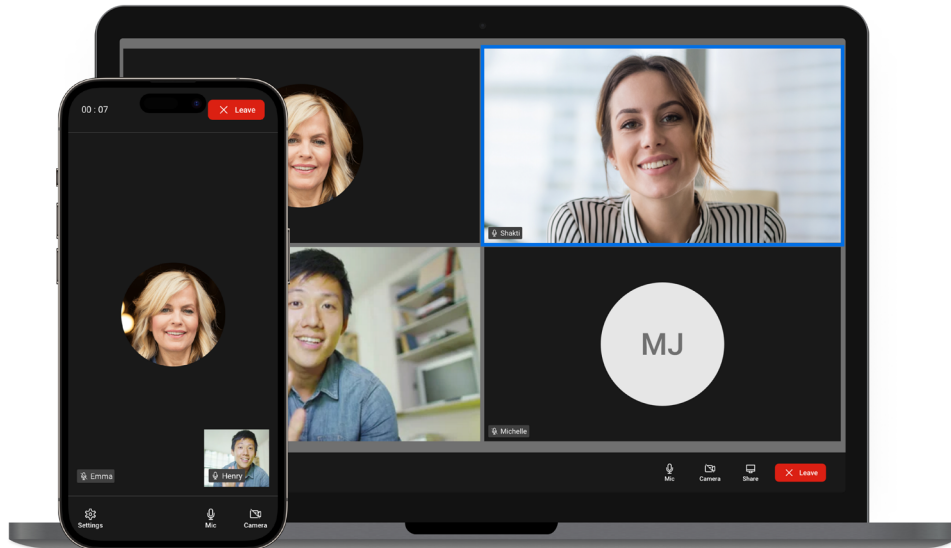 00 : 07
Leave
Emma
Henry
Settings
Mic
Camera
Shakti
MJ
Michelle
Mic
Camera
Share
Leave